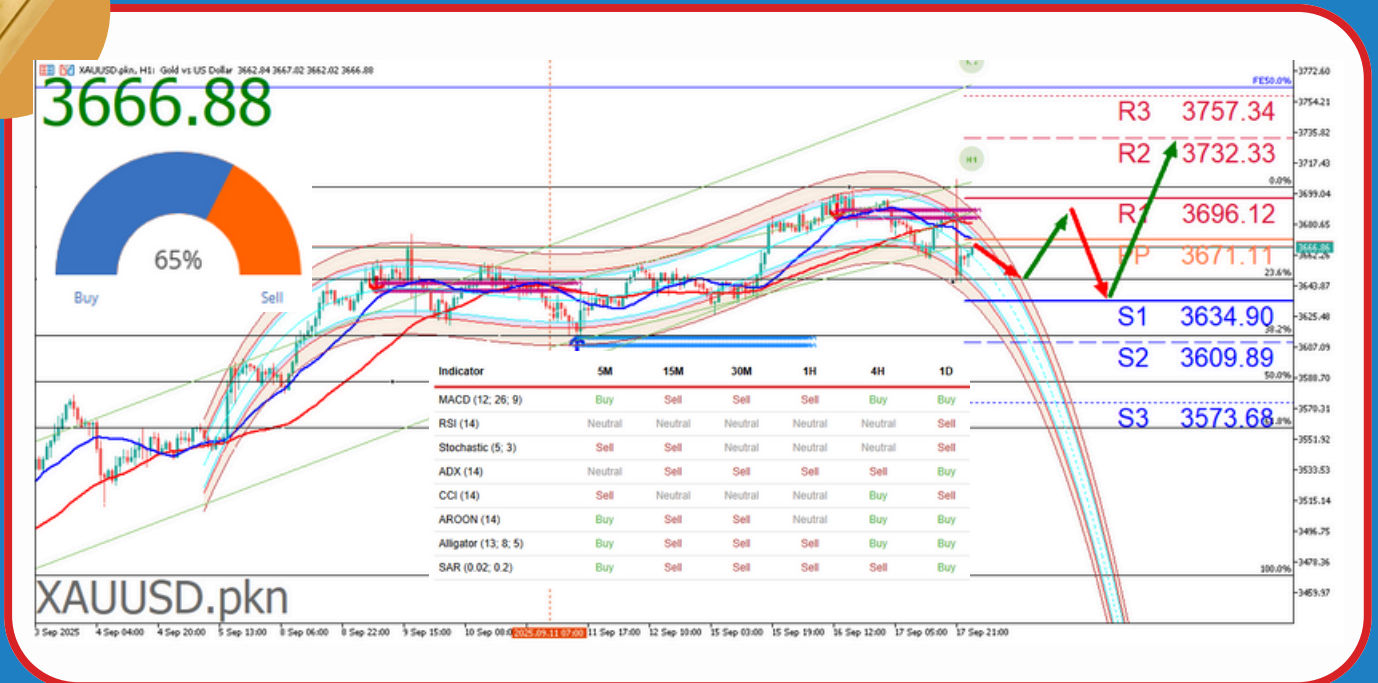 XAUUSD.pkn, H1: Gold vs US Dollar 3662.84 3667.02 3662.02 3666.88
3666.88
65%
Buy
Sell
H1
FE50.0%
R3 3757.34
R2 3732.33
0.0%
R1 3696.12
PP 3671.11
23.6%
S1 3634.90
38.2%
S2 3609.89
50.0%
S3 3573.68
100.0%
3772.60
3754.21
3735.82
3717.43
3699.04
3680.65
3666.86
3662.26
3643.87
3625.48
3607.09
3588.70
3570.31
3551.92
3533.53
3515.14
3496.75
3478.36
3459.97
Indicator 5M 15M 30M 1H 4H 1D
MACD (12; 26; 9) Buy Sell Sell Sell Buy Buy
RSI (14) Neutral Neutral Neutral Neutral Neutral Sell
Stochastic (5; 3) Sell Sell Neutral Neutral Neutral Sell
ADX (14) Neutral Sell Sell Sell Sell Buy
CCI (14) Sell Neutral Neutral Neutral Buy Sell
AROON (14) Buy Sell Sell Neutral Buy Buy
Alligator (13; 8; 5) Buy Sell Sell Sell Buy Buy
SAR (0.02; 0.2) Buy Sell Sell Sell Sell Buy
XAUUSD.pkn
3 Sep 2025 4 Sep 04:00 4 Sep 20:00 5 Sep 13:00 8 Sep 06:00 8 Sep 22:00 9 Sep 15:00 10 Sep 08:0 2025.09.11 07:00 11 Sep 17:00 12 Sep 10:00 15 Sep 03:00 15 Sep 19:00 16 Sep 12:00 17 Sep 05:00 17 Sep 21:00